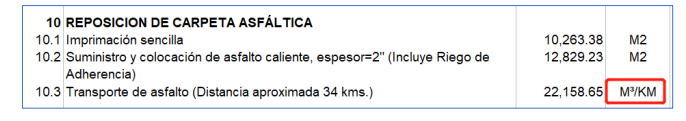 10 REPOSICION DE CARPETA ASFÁLTICA
10.1 Imprimación sencilla 10,263.38 M2
10.2 Suministro y colocación de asfalto caliente, espesor=2" (Incluye Riego de 12,829.23 M2
Adherencia)
10.3 Transporte de asfalto (Distancia aproximada 34 kms.) 22,158.65 M³/KM